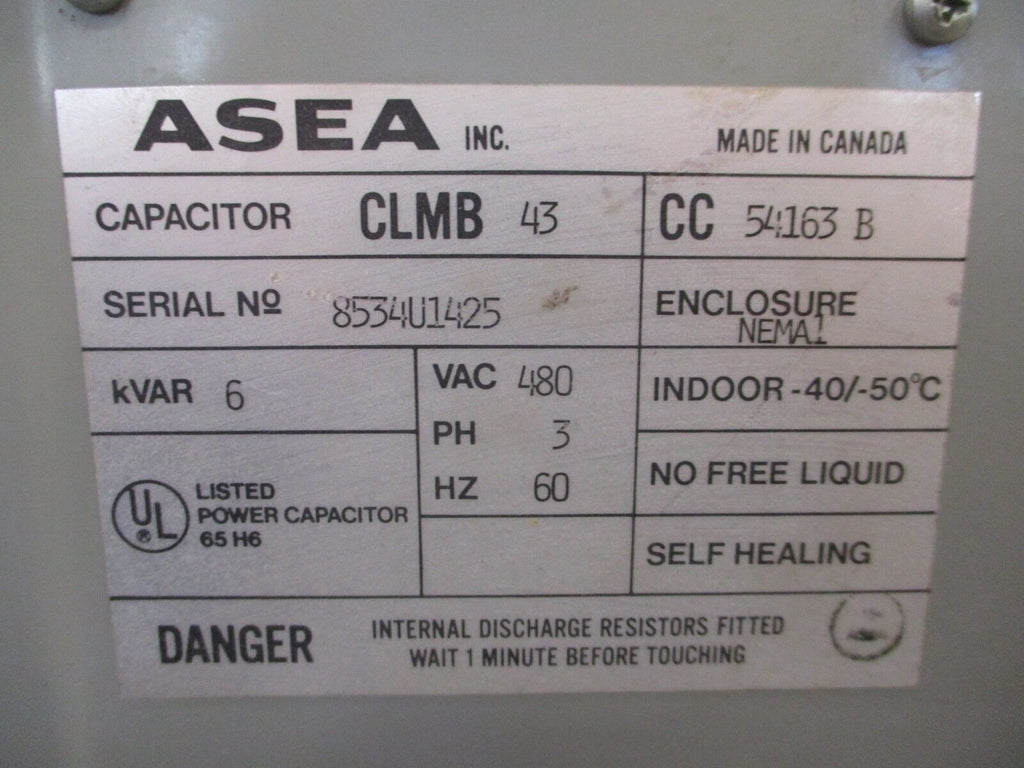 ASEA INC. MADE IN CANADA
CAPACITOR CLMB 43 CC 54163 B
SERIAL Nº 8534U1425 ENCLOSURE
NEMA1
kVAR 6
VAC 480
INDOOR -40/-50°C
PH 3
HZ 60
NO FREE LIQUID
UL ®
LISTED
POWER CAPACITOR
65 H6
SELF HEALING
DANGER
INTERNAL DISCHARGE RESISTORS FITTED
WAIT 1 MINUTE BEFORE TOUCHING